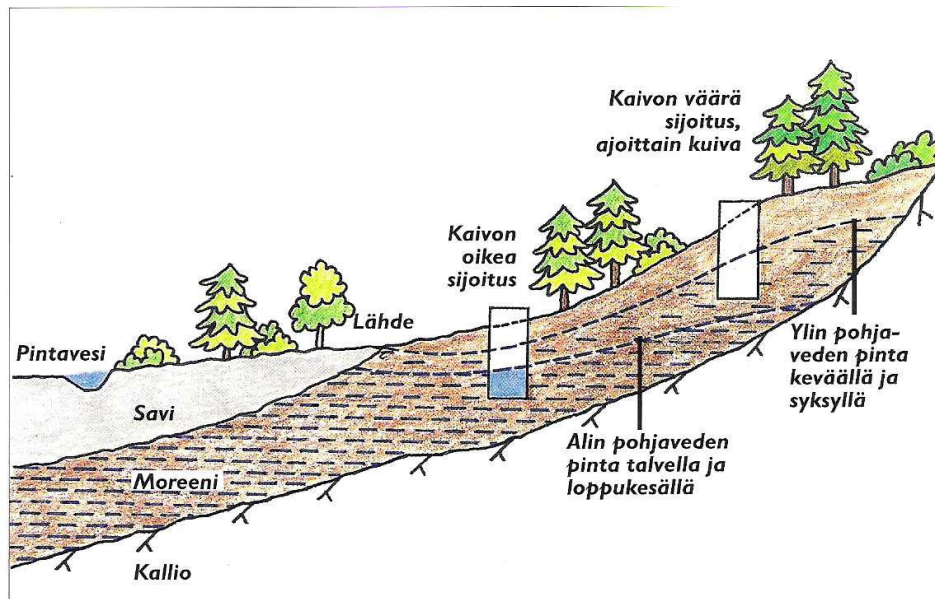 Kaivon väärä
sijoitus,
ajoittain kuiva
Kaivon
oikea
sijoitus
Lähde
Pintavesi
Savi
Ylin pohja-
veden pinta
keväällä ja
syksyllä
Alin pohjaveden
pinta talvella ja
loppukesällä
Moreeni
Kallio